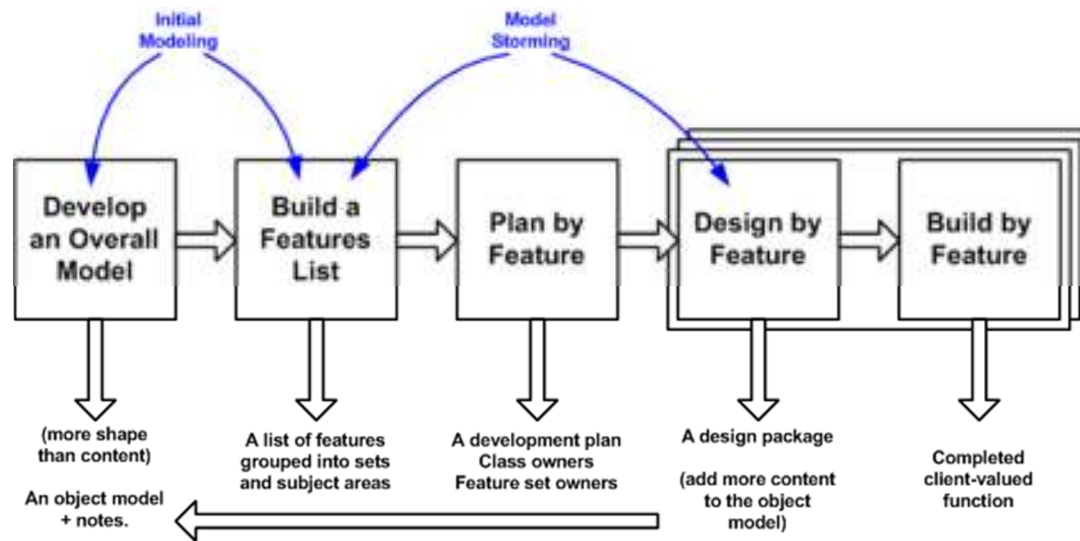 Initial
Modeling
Model
Storming
Develop
an Overall
Model
Build a
Features
List
Plan by
Feature
Design by
Feature
Build by
Feature
(more shape
than content)
An object model
+ notes.
A list of features
grouped into sets
and subject areas
A development plan
Class owners
Feature set owners
A design package
(add more content
to the object
model)
Completed
client-valued
function